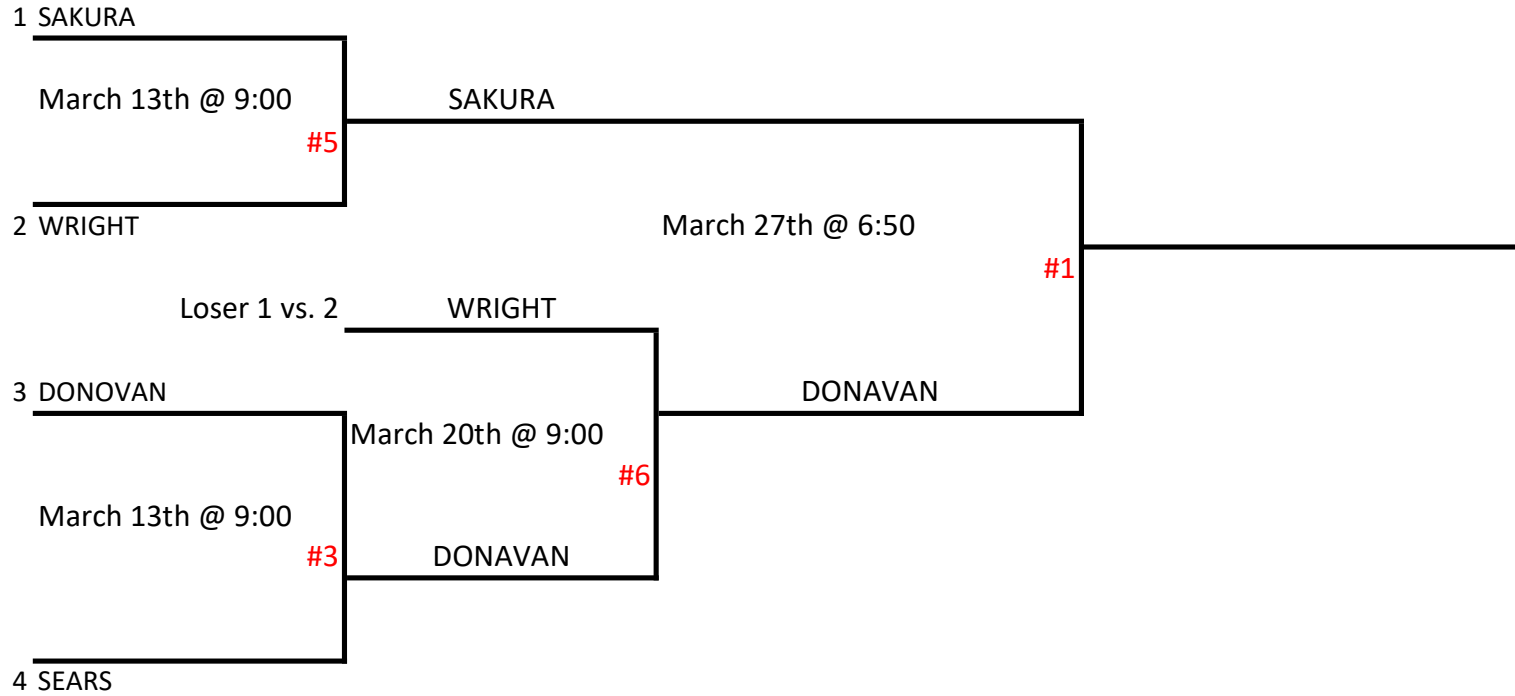 1 SAKURA
March 13th @ 9:00
SAKURA
#5
2 WRIGHT
March 27th @ 6:50
#1
Loser 1 vs. 2
WRIGHT
3 DONOVAN
DONAVAN
March 20th @ 9:00
#6
March 13th @ 9:00
#3
DONAVAN
4 SEARS